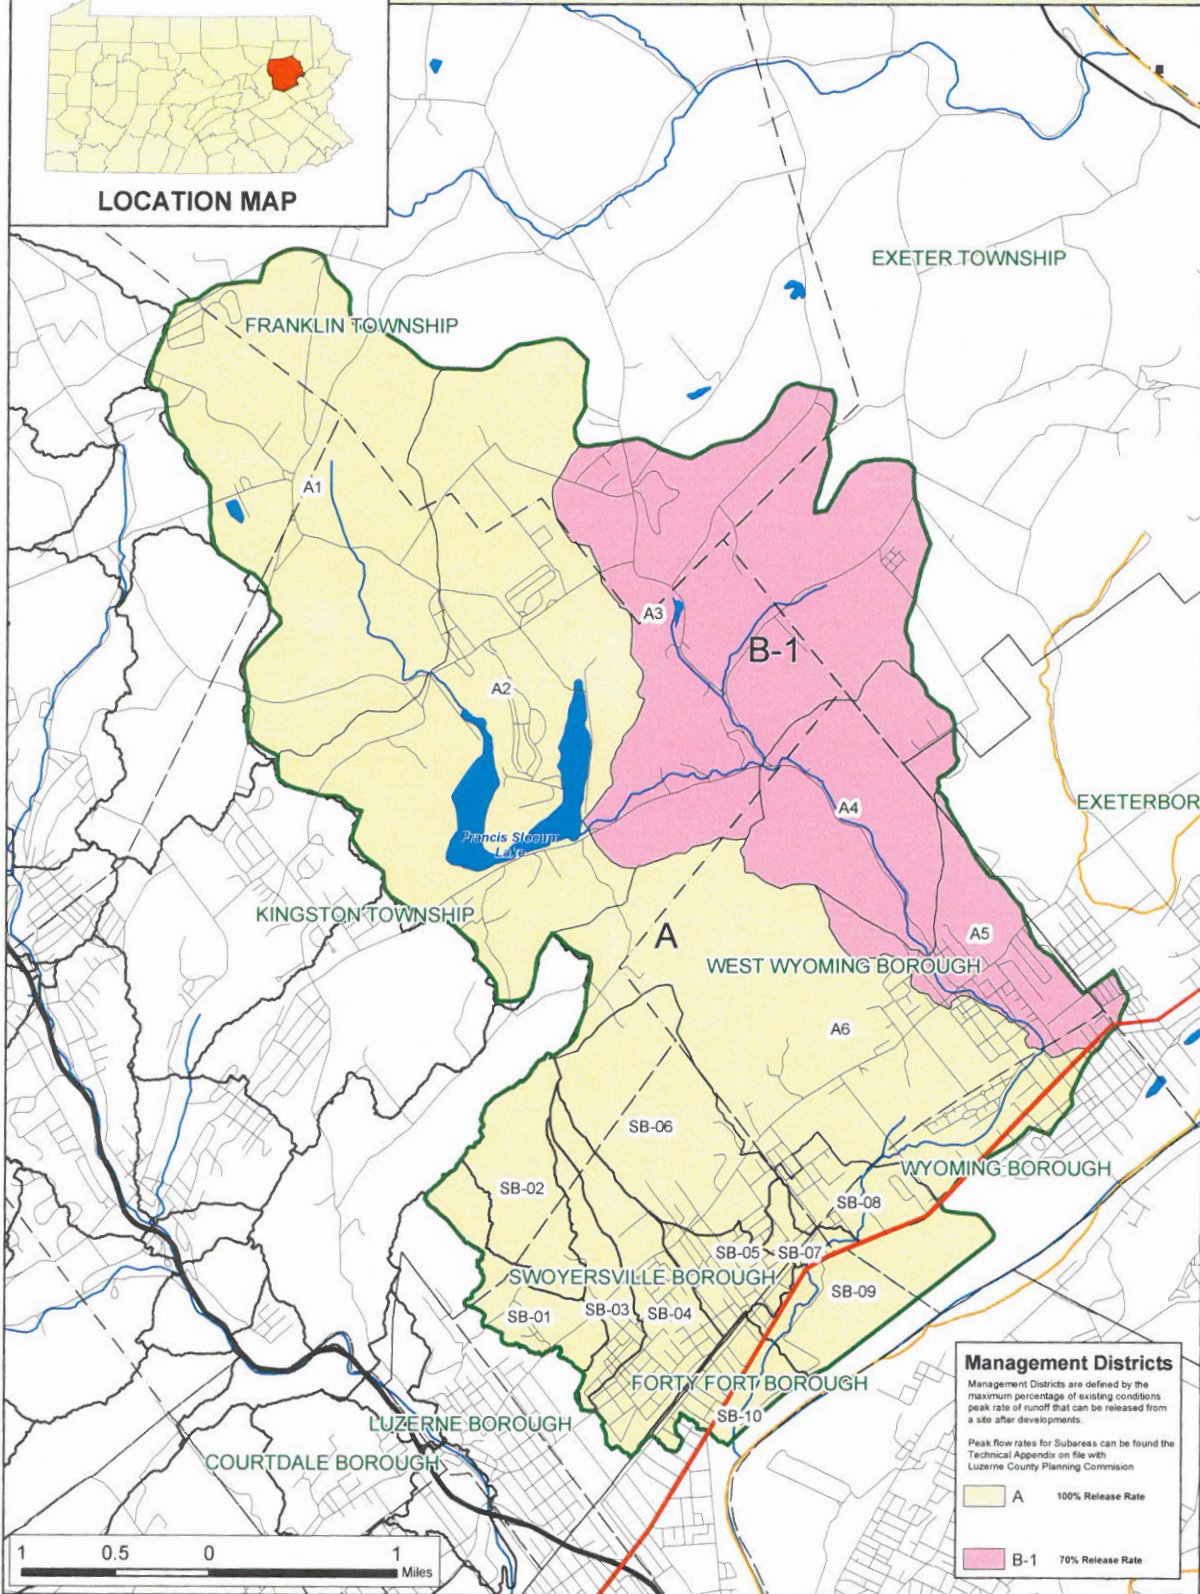 LOCATION MAP
EXETER TOWNSHIP
FRANKLIN TOWNSHIP
A1
A3
B-1
A2
EXETERBOR
A4
Francis Slocum
Lake
KINGSTON TOWNSHIP
A
A5
WEST WYOMING BOROUGH
A6
SB-06
WYOMING BOROUGH
SB-02
SB-08
SB-05
SB-07
SWOYERSVILLE BOROUGH
SB-09
SB-01
SB-03
SB-04
FORTY FORT BOROUGH
SB-10
LUZERNE BOROUGH
COURTDALE BOROUGH
Management Districts
Management Districts are defined by the
maximum percentage of existing conditions
peak rate of runoff that can be released from
a site after developments.
Peak flow rates for Subareas can be found the
Technical Appendix on file with
Luzerne County Planning Commision
A 100% Release Rate
B-1 70% Release Rate
1 0.5 0 1
Miles